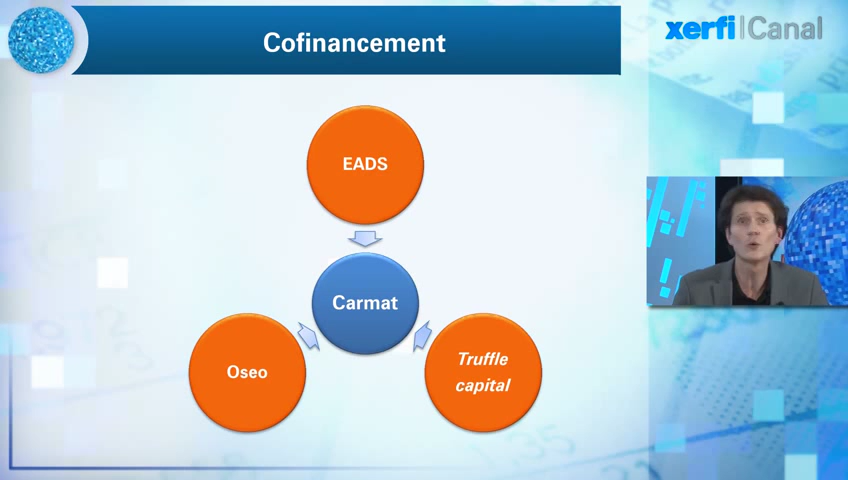 Cofinancement
xerfi Canal
EADS
Carmat
Oseo
Truffle
capital